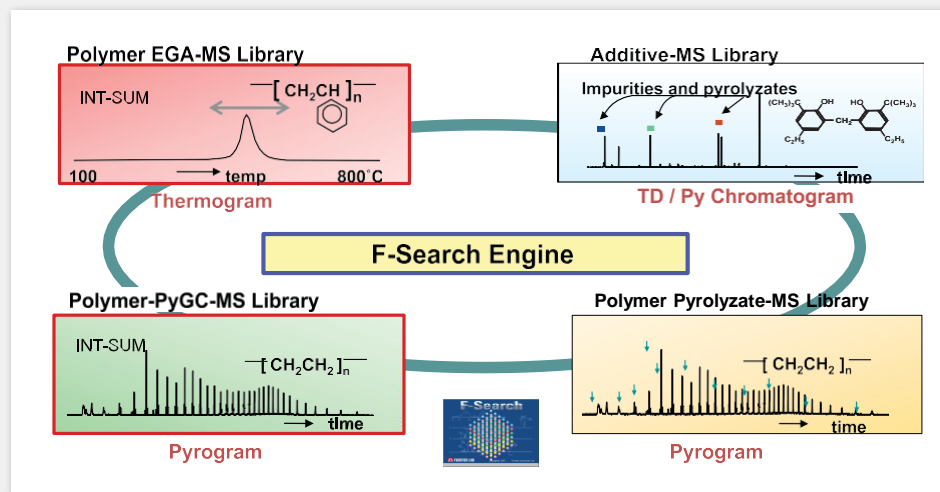 Polymer EGA-MS Library
INT-SUM
[ CH₂CH ]n
100
temp
800°C
Thermogram
Additive-MS Library
Impurities and pyrolyzates
(CH₃)₃C
OH
HO
C(CH₃)₃
CH₂
C₂H₅
C₂H₅
tIme
TD / Py Chromatogram
F-Search Engine
Polymer-PyGC-MS Library
INT-SUM
[ CH₂CH₂ ]n
tIme
Pyrogram
Polymer Pyrolyzate-MS Library
[ CH₂CH₂ ]n
time
Pyrogram
F-Search